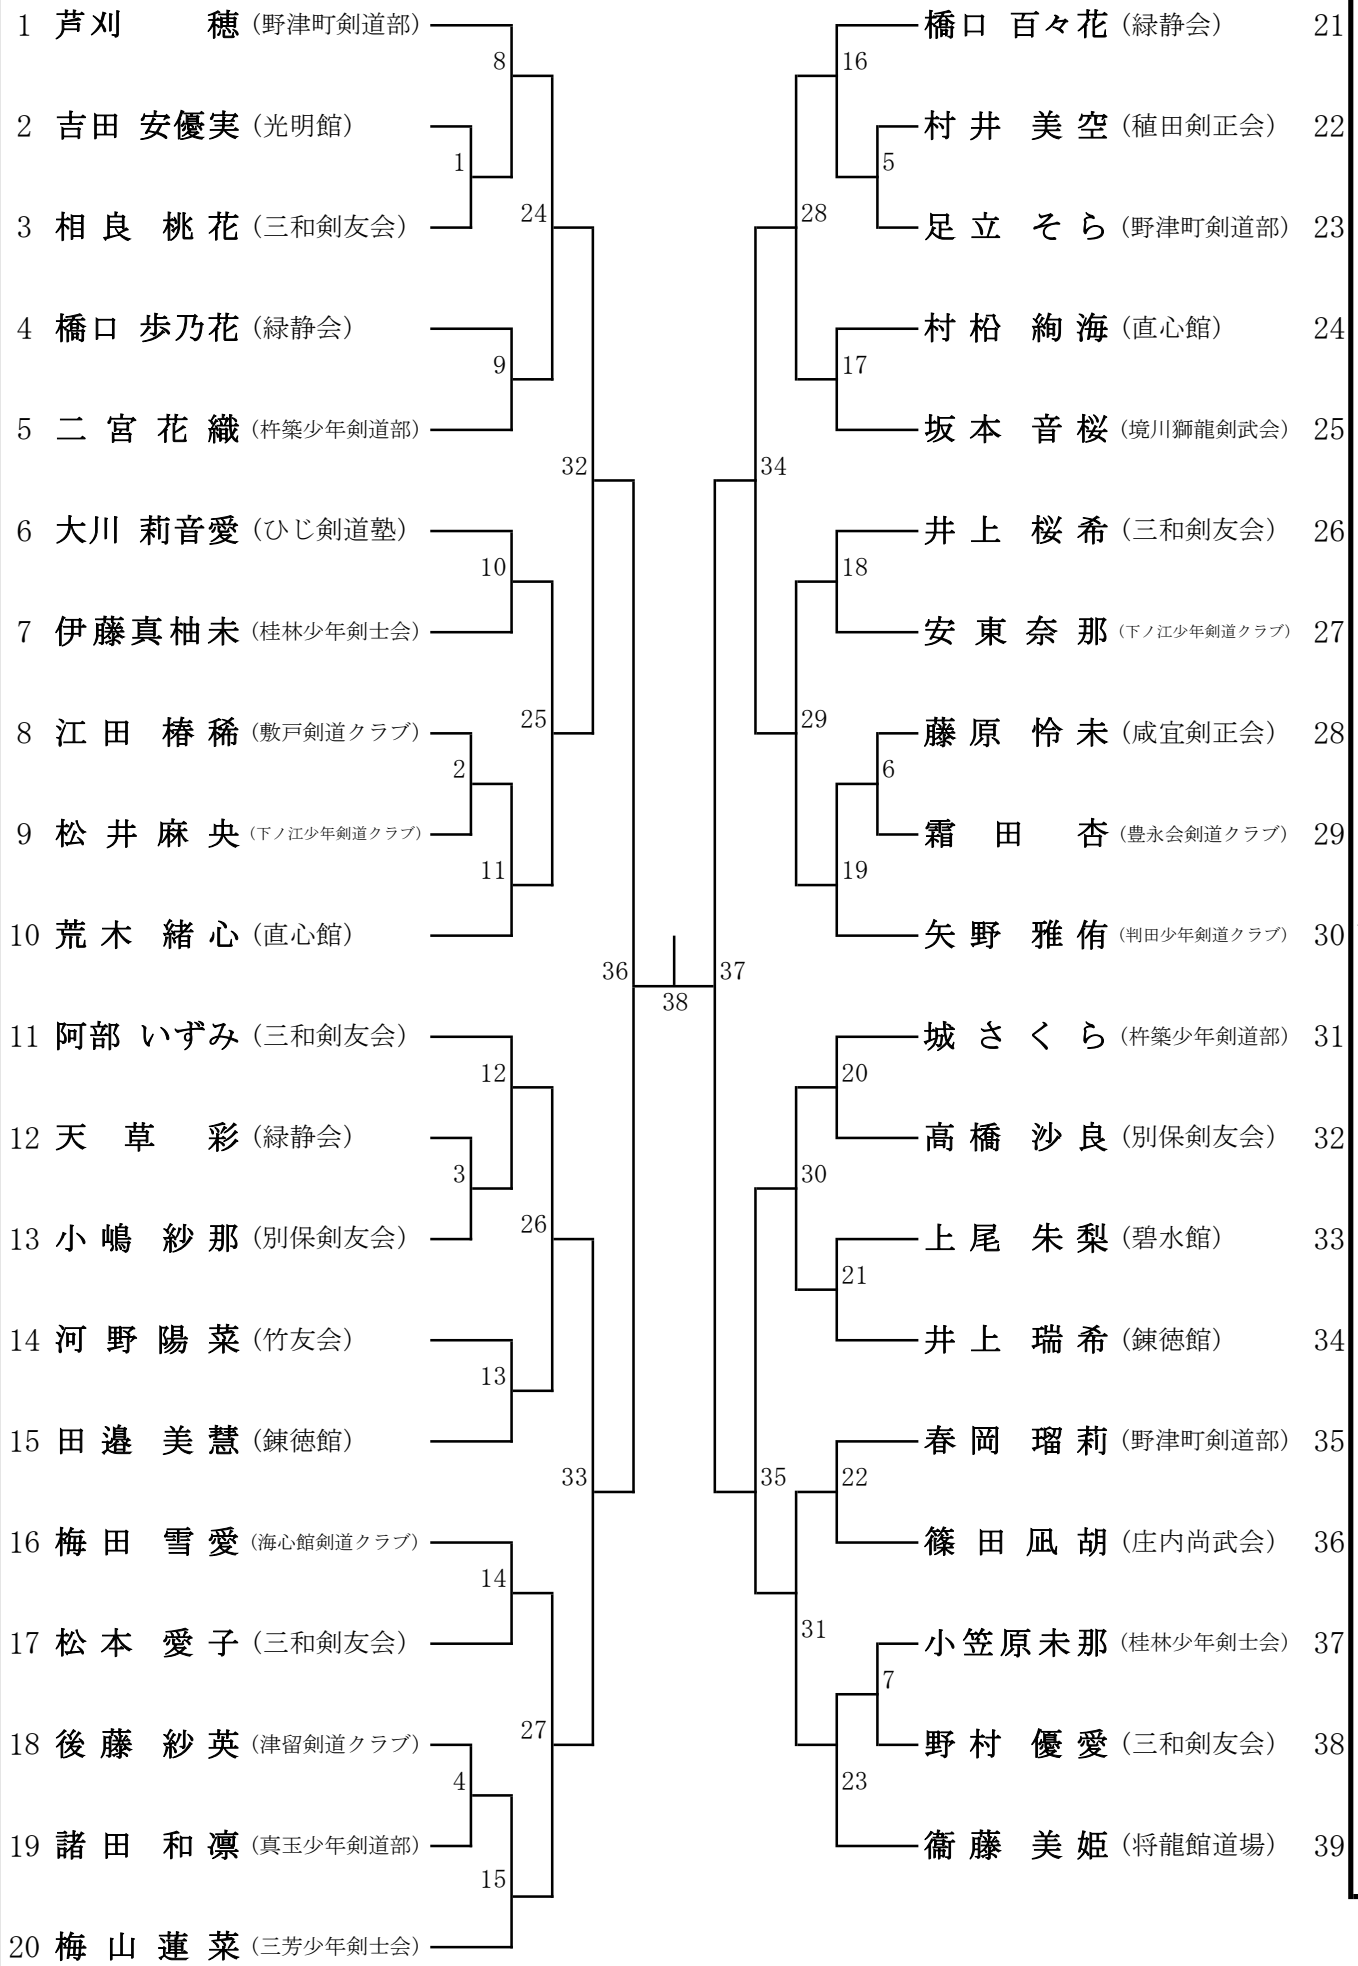 1 芦刈 穂 (野津町剣道部)
8
2 吉田 安優実 (光明館)
1
3 相良 桃花 (三和剣友会)
24
4 橋口 歩乃花 (緑静会)
9
5 二宮花織 (杵築少年剣道部)
32
6 大川 莉音愛 (ひじ剣道塾)
10
7 伊藤真柚未 (桂林少年剣士会)
25
8 江田 椿稀 (敷戸剣道クラブ)
2
9 松井麻央 (下ノ江少年剣道クラブ)
11
10 荒木 緒心 (直心館)
36
38
11 阿部 いずみ (三和剣友会)
12
12 天草 彩 (緑静会)
3
13 小嶋 紗那 (別保剣友会)
26
14 河野陽菜 (竹友会)
13
15 田邉 美慧 (錬徳館)
33
16 梅田 雪愛 (海心館剣道クラブ)
14
17 松本 愛子 (三和剣友会)
27
18 後藤 紗英 (津留剣道クラブ)
4
19 諸田 和凛 (真玉少年剣道部)
15
20 梅山蓮菜 (三芳少年剣士会)
橋口 百々花 (緑静会) 21
16
村井 美空 (稙田剣正会) 22
5
足立 そら (野津町剣道部) 23
28
村松 絢海 (直心館) 24
17
坂本 音桜 (境川獅龍剣武会) 25
34
井上 桜希 (三和剣友会) 26
18
安東奈那 (下ノ江少年剣道クラブ) 27
29
藤原 怜未 (咸宜剣正会) 28
6
霜田 杏 (豊永会剣道クラブ) 29
19
矢野 雅侑 (判田少年剣道クラブ) 30
37
城さくら (杵築少年剣道部) 31
20
高橋 沙良 (別保剣友会) 32
30
上尾 朱梨 (碧水館) 33
21
井上 瑞希 (錬徳館) 34
春岡 瑠莉 (野津町剣道部) 35
35
22
篠田凪胡 (庄内尚武会) 36
31
小笠原未那 (桂林少年剣士会) 37
7
野村 優愛 (三和剣友会) 38
23
衞藤 美姫 (将龍館道場) 39